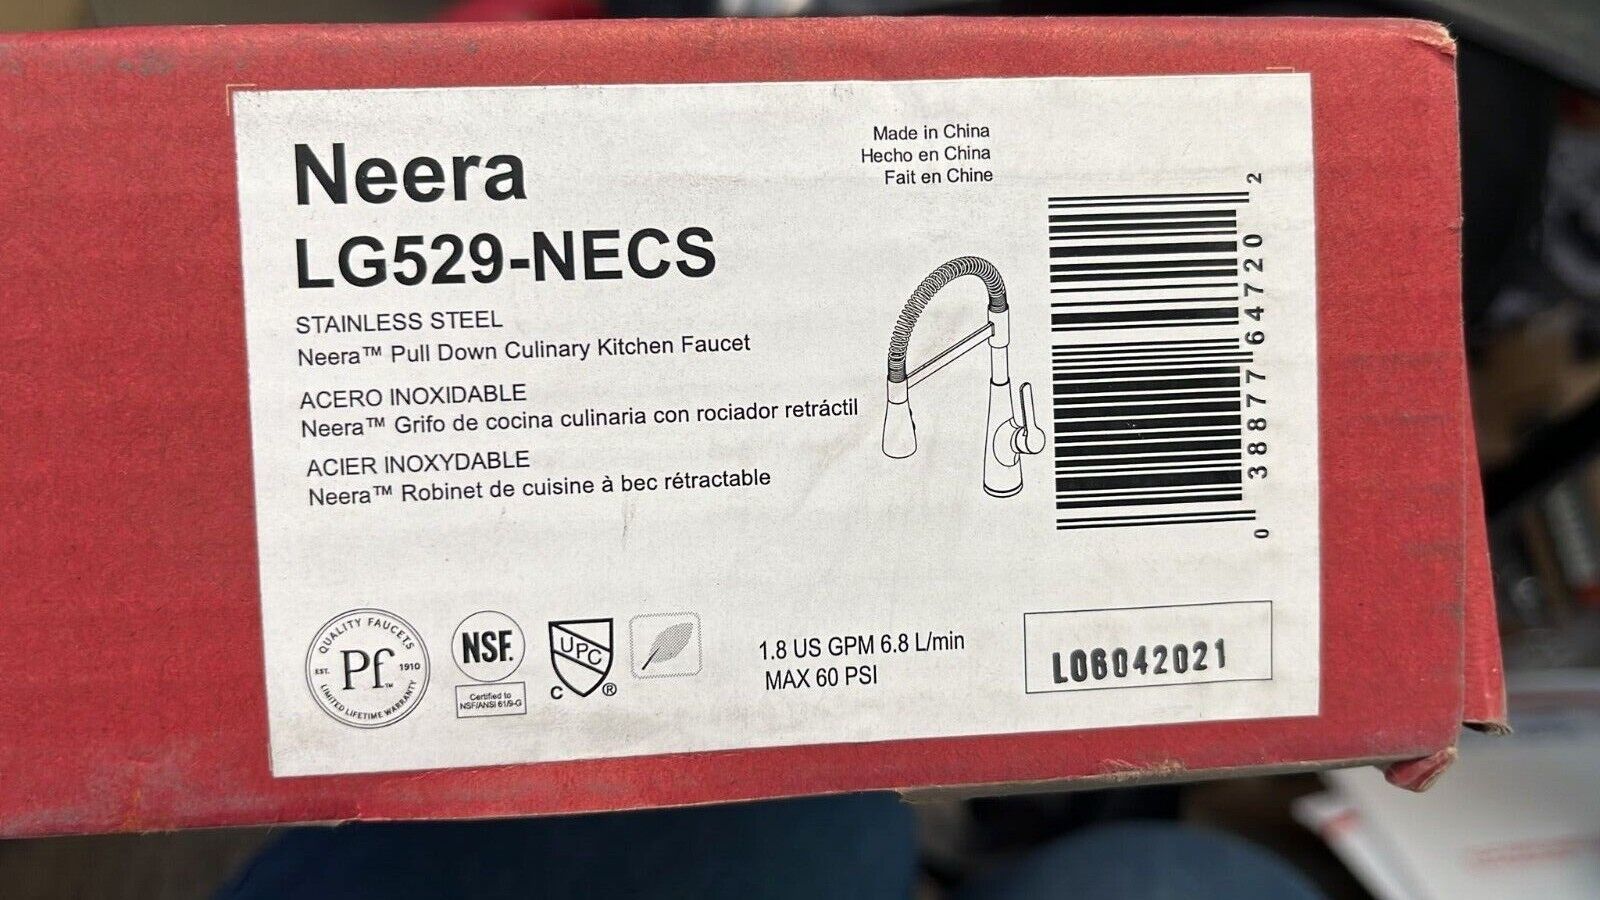 Neera
LG529-NECS
STAINLESS STEEL
Neera™ Pull Down Culinary Kitchen Faucet
ACERO INOXIDABLE
Neera™ Grifo de cocina culinaria con rociador retráctil
ACIER INOXYDABLE
Neera™ Robinet de cuisine à bec rétractable
Made in China
Hecho en China
Fait en Chine
0 38877 64720 2
QUALITY FAUCETS
EST. Pf™ 1910
LIMITED LIFETIME WARRANTY
NSF.
Certified to
NSF/ANSI 61/9-G
UPC
C ®
1.8 US GPM 6.8 L/min
MAX 60 PSI
L06042021